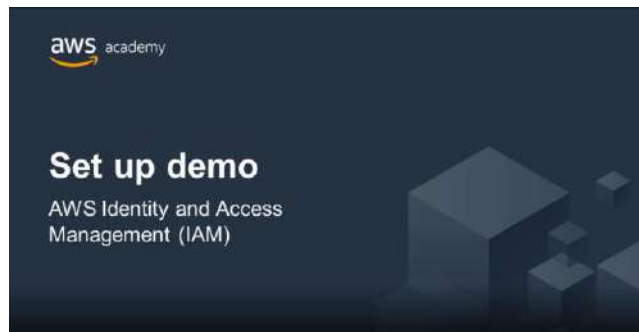 aws academy
Set up demo
AWS Identity and Access
Management (IAM)